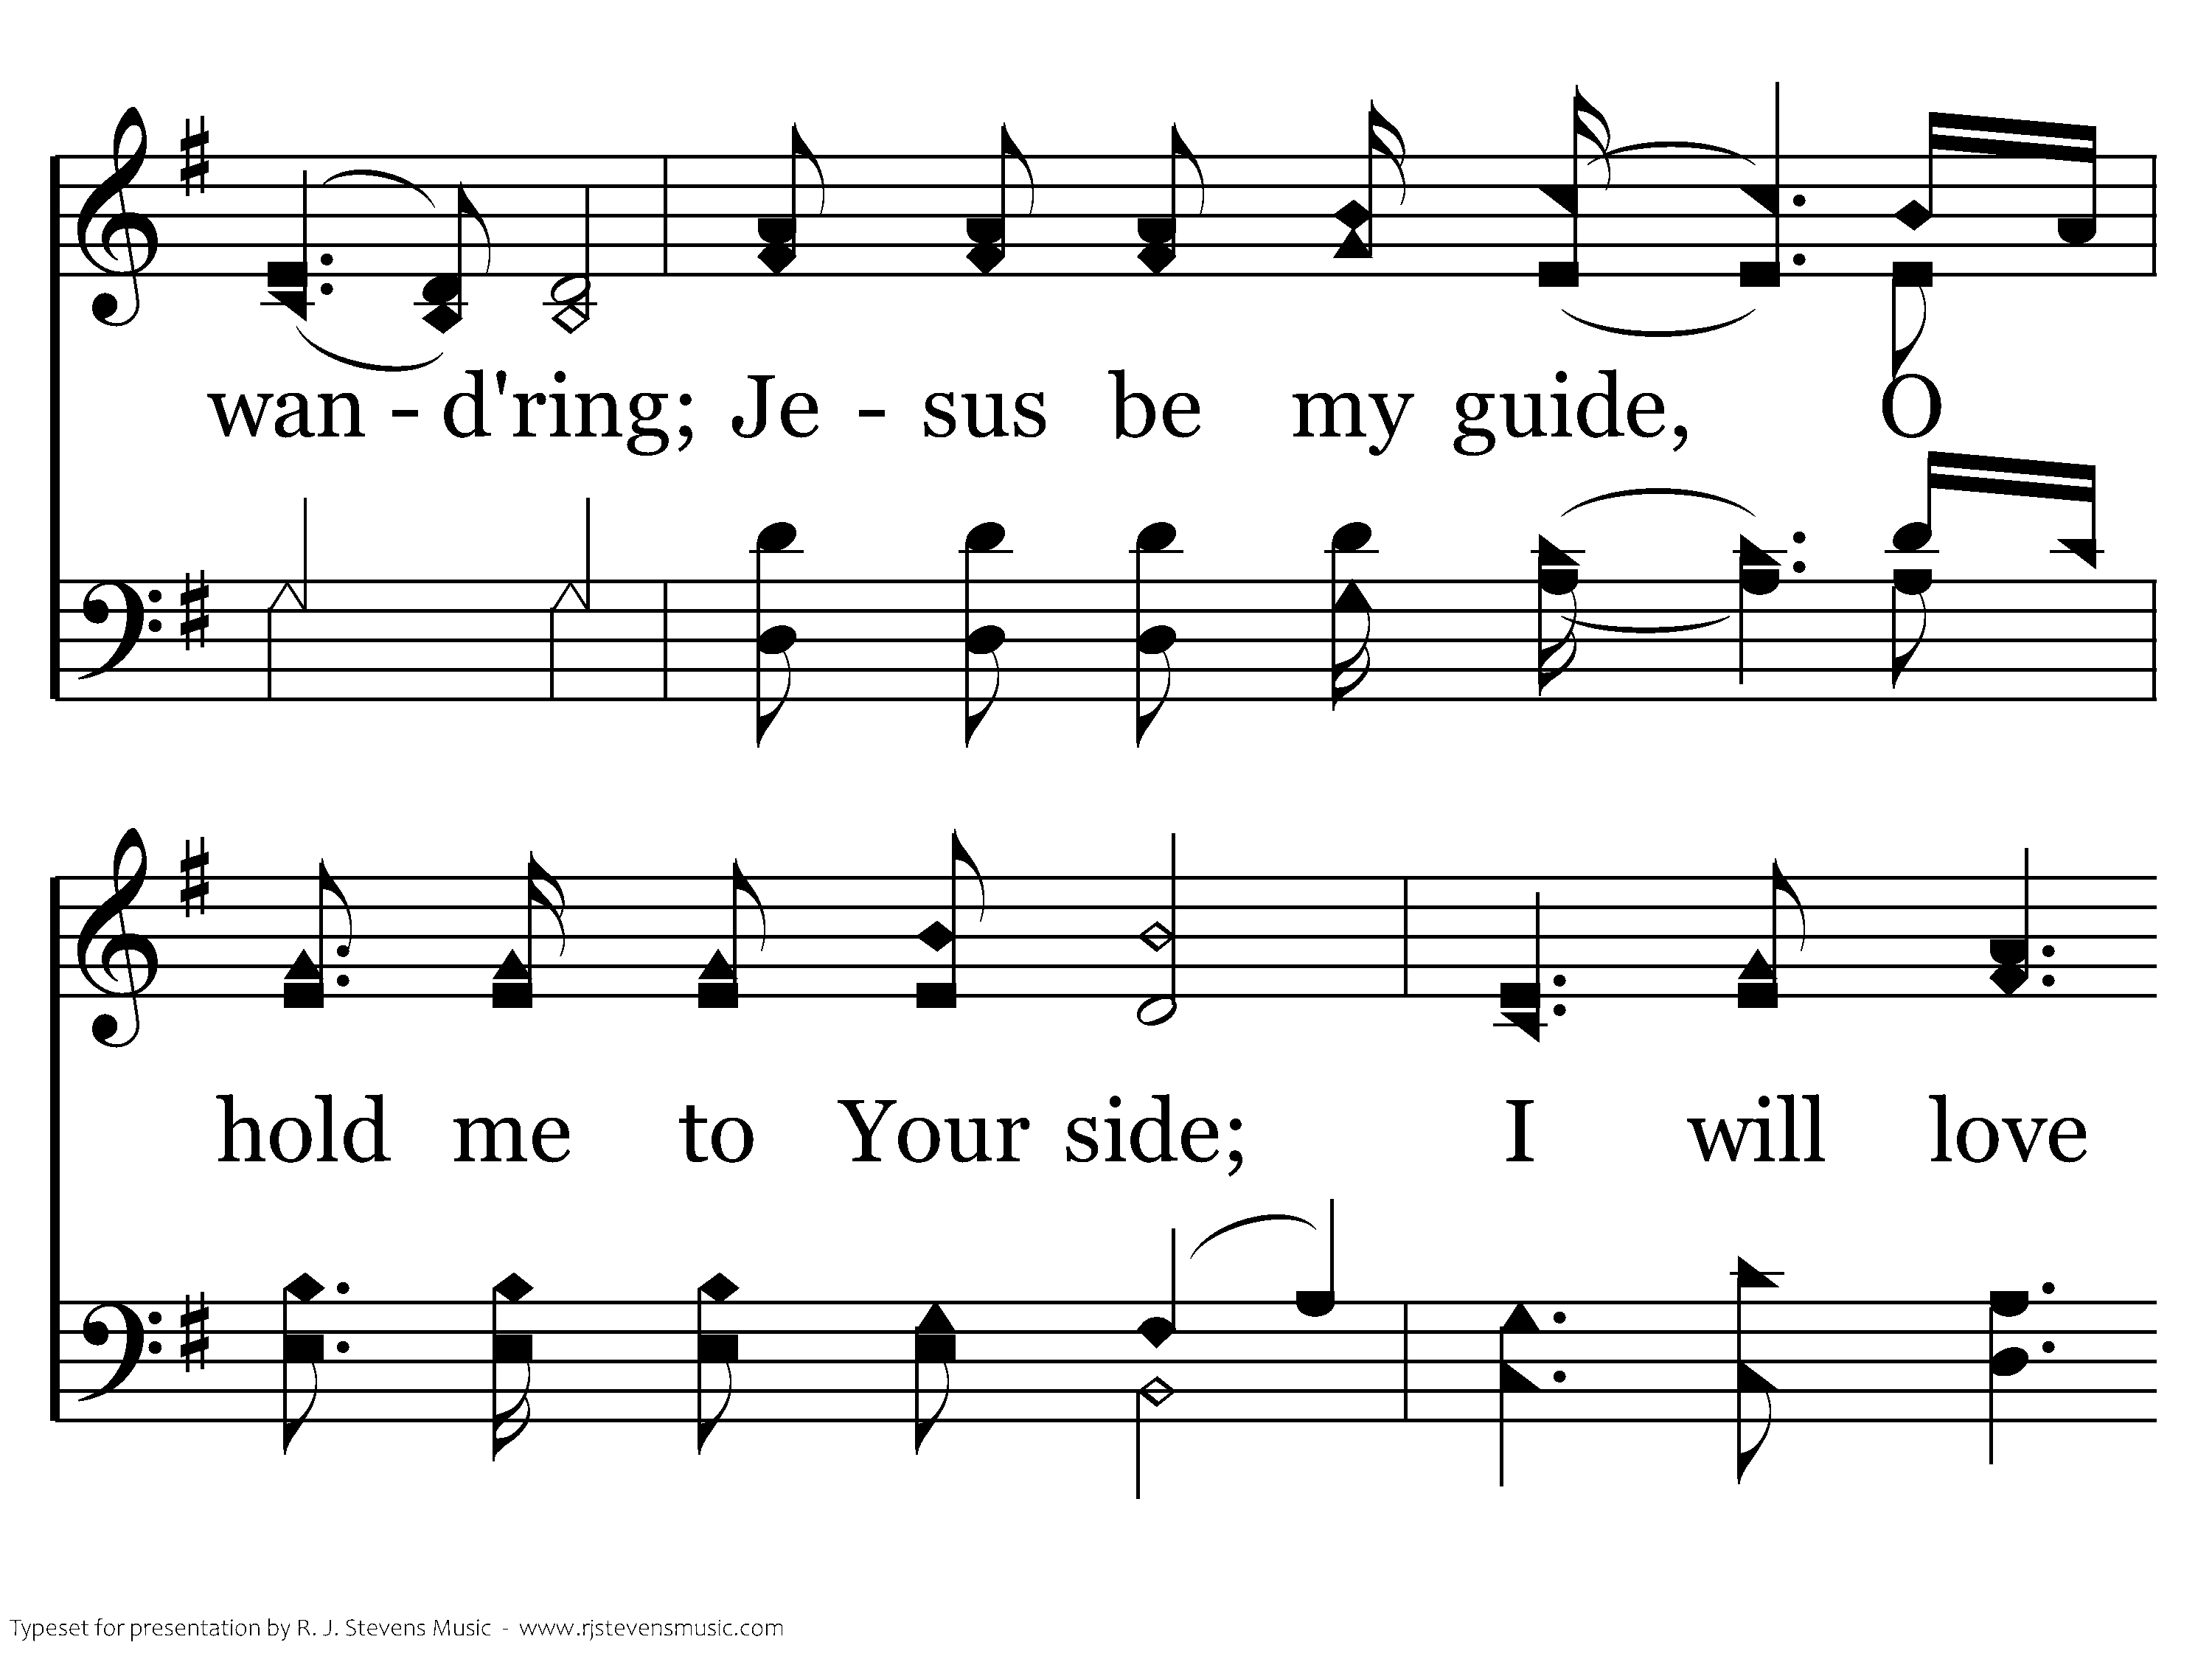 wan - d'ring; Je - sus be my guide, O
hold me to Your side; I will love
Typeset for presentation by R. J. Stevens Music - www.rjstevensmusic.com